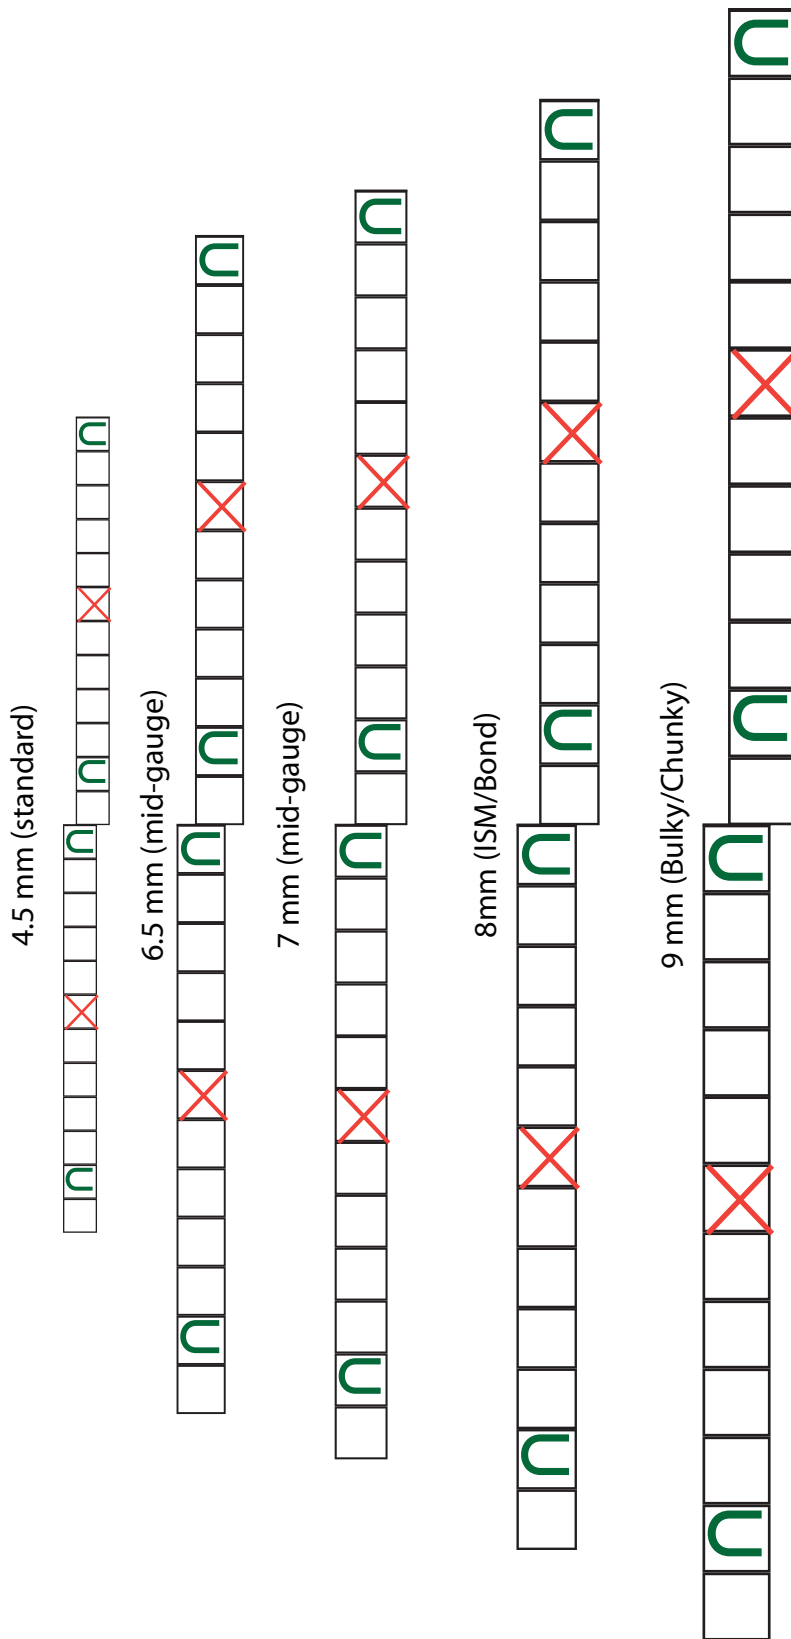 4.5 mm (standard)
6.5 mm (mid-gauge)
7 mm (mid-gauge)
8mm (ISM/Bond)
9 mm (Bulky/Chunky)